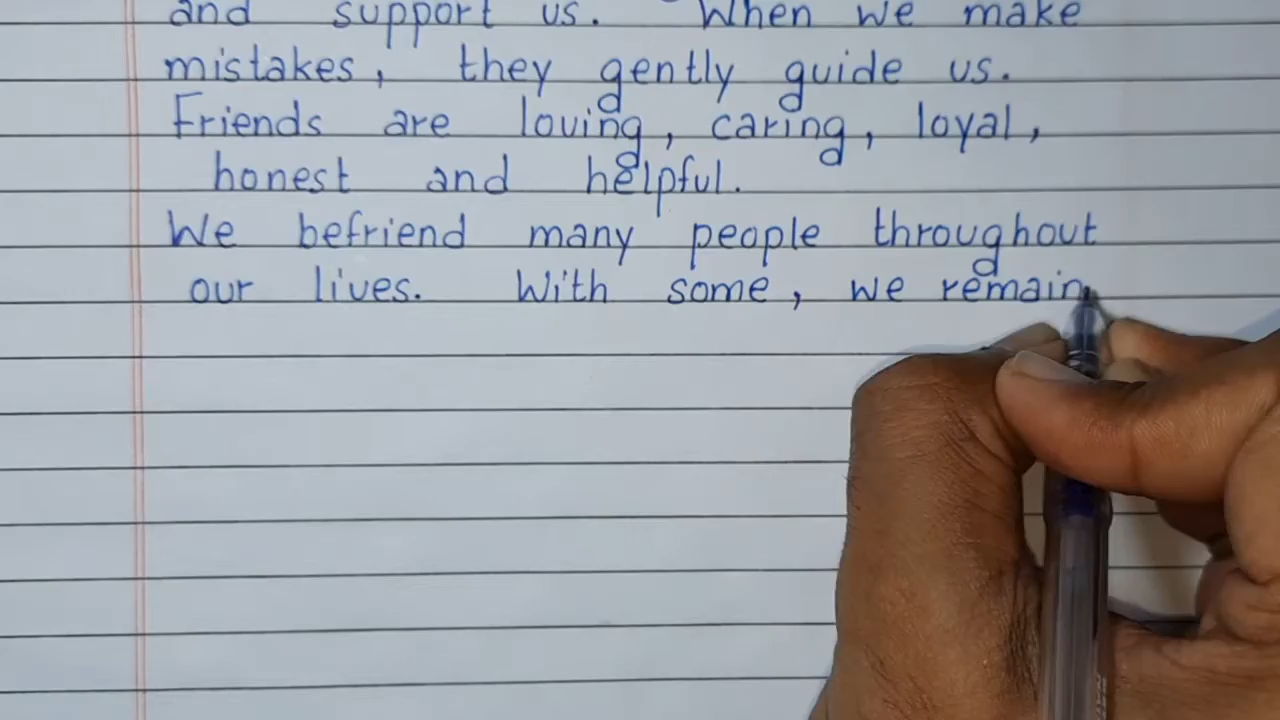 and support us. When we make
mistakes, they gently guide us.
Friends are loving, caring, loyal,
honest and helpful.
We befriend many people throughout
our lives. With some, we remain